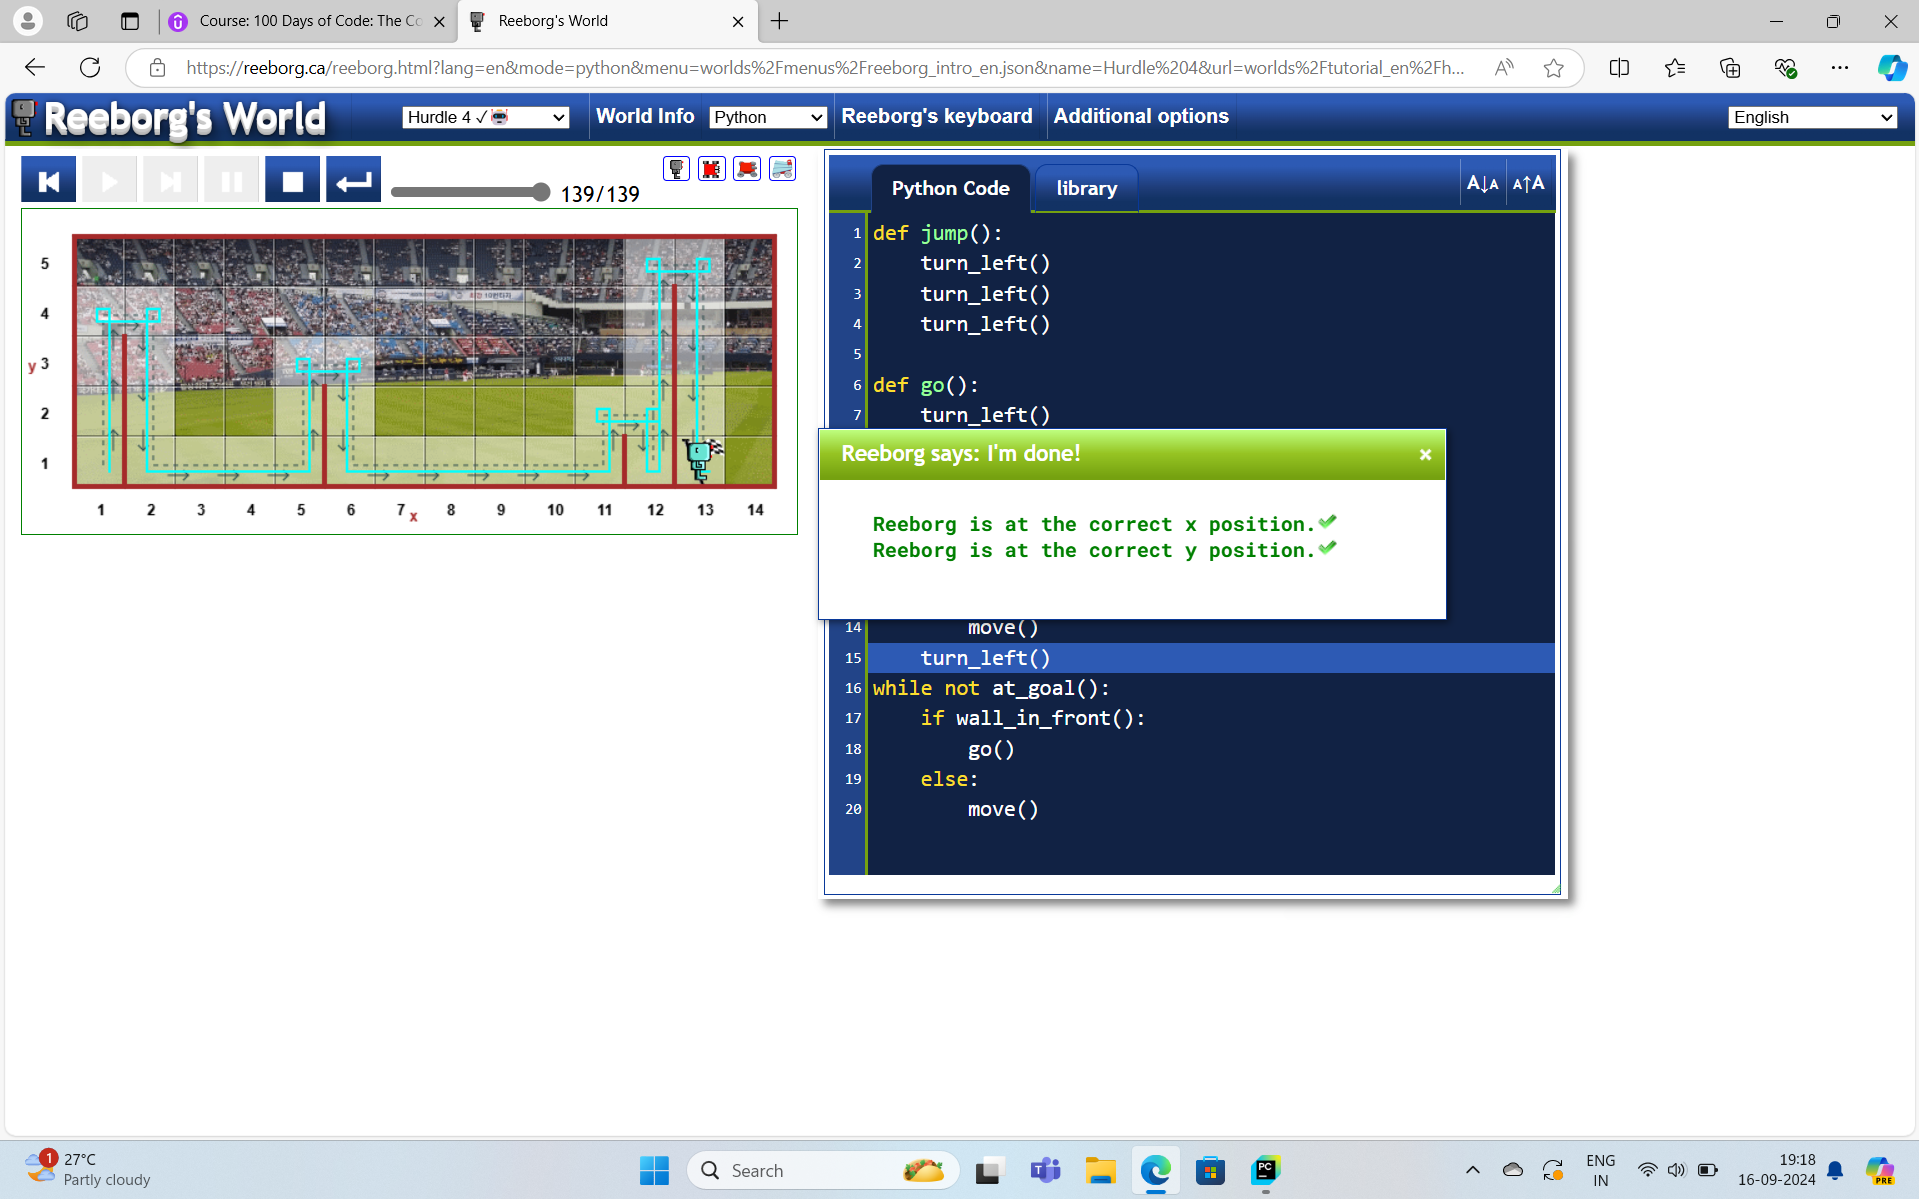 Course: 100 Days of Code: The Co
Reeborg's World
https://reeborg.ca/reeborg.html?lang=en&mode=python&menu=worlds%2Fmenus%2Freeborg_intro_en.json&name=Hurdle%204&url=worlds%2Ftutorial_en%2Fh...
Reeborg's World
Hurdle 4 ✓
World Info
Python
Reeborg's keyboard
Additional options
English
139/139
5
4
y 3
2
1
1 2 3 4 5 6 7 x 8 9 10 11 12 13 14
Python Code
library
A↓A
A↑A
1 def jump():
2 turn_left()
3 turn_left()
4 turn_left()
5
6 def go():
7 turn_left()
Reeborg says: I'm done!
×
Reeborg is at the correct x position.✔
Reeborg is at the correct y position.✔
14 move()
15 turn_left()
16 while not at_goal():
17 if wall_in_front():
18 go()
19 else:
20 move()
1
27°C
Partly cloudy
Search
PC
ENG
IN
19:18
16-09-2024
PRE